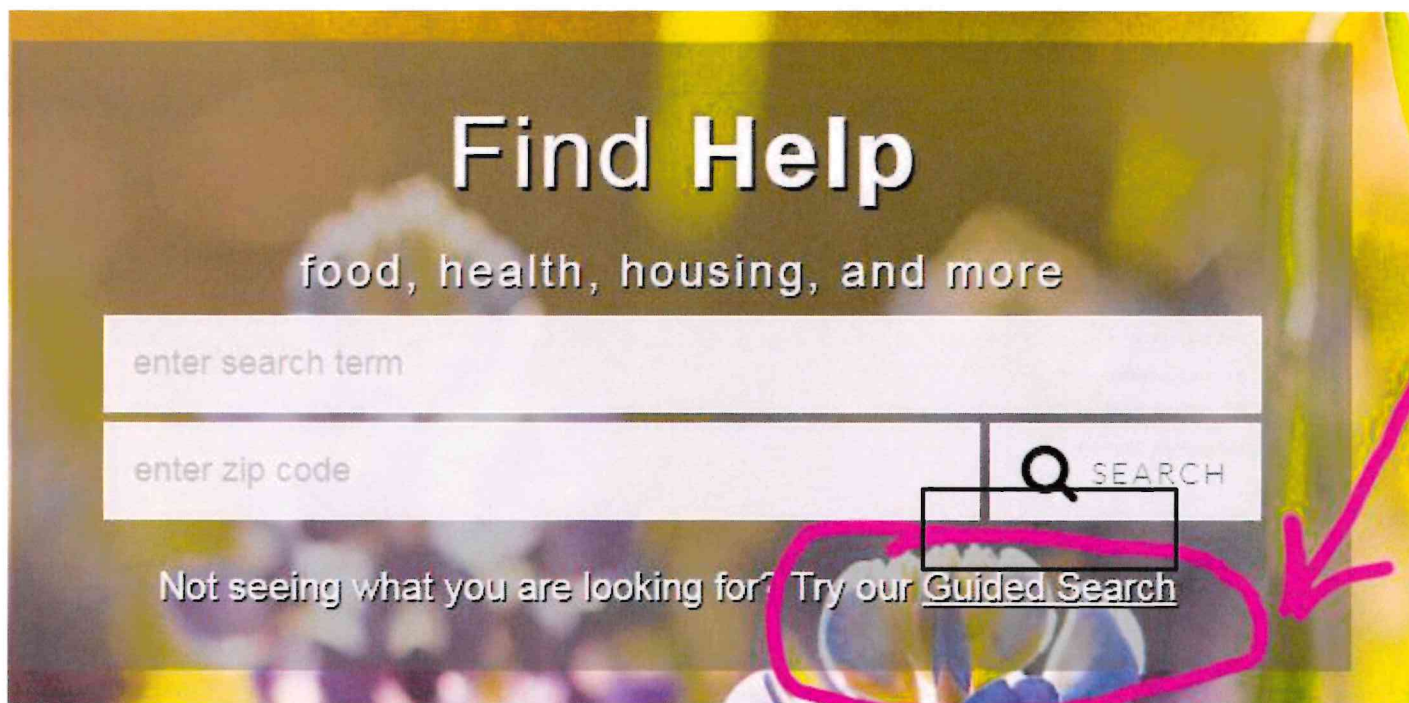 Find Help
food, health, housing, and more
enter search term
enter zip code
SEARCH
Not seeing what you are looking for? Try our Guided Search